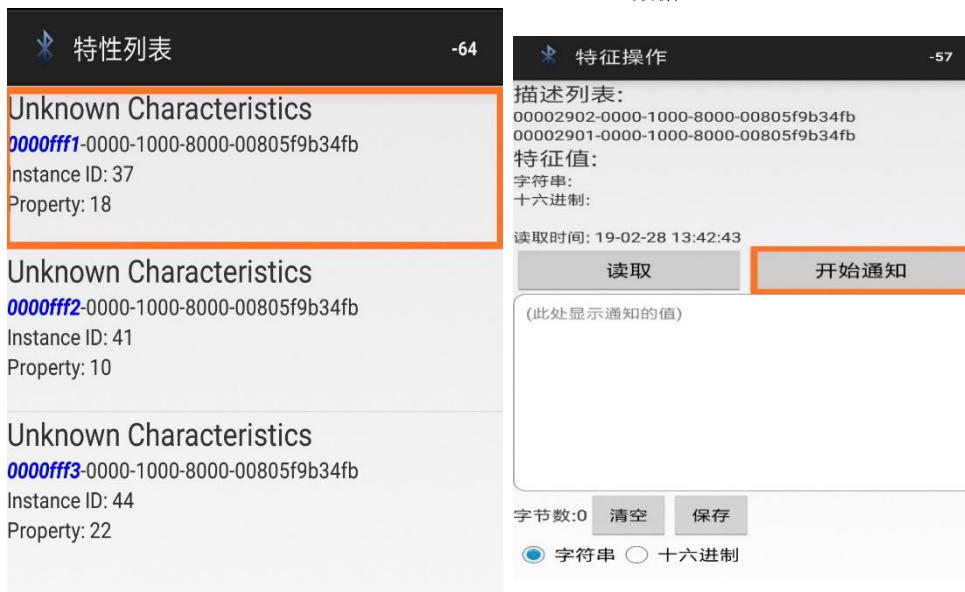 特性列表
-64
Unknown Characteristics
0000fff1-0000-1000-8000-00805f9b34fb
Instance ID: 37
Property: 18
Unknown Characteristics
0000fff2-0000-1000-8000-00805f9b34fb
Instance ID: 41
Property: 10
Unknown Characteristics
0000fff3-0000-1000-8000-00805f9b34fb
Instance ID: 44
Property: 22
特征操作
-57
描述列表:
00002902-0000-1000-8000-00805f9b34fb
00002901-0000-1000-8000-00805f9b34fb
特征值:
字符串:
十六进制:
读取时间: 19-02-28 13:42:43
读取
开始通知
(此处显示通知的值)
字节数:0
清空
保存
字符串
十六进制